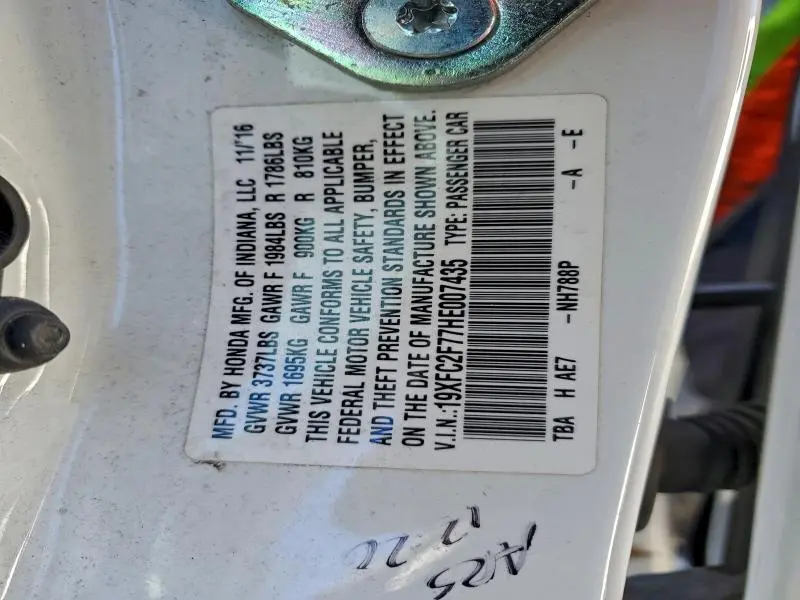 MFD. BY HONDA MFG. OF INDIANA, LLC 11/'16
GVWR 3737LBS GAWR F 1984LBS R 1786LBS
GVWR 1695KG GAWR F 900KG R 810KG
THIS VEHICLE CONFORMS TO ALL APPLICABLE
FEDERAL MOTOR VEHICLE SAFETY, BUMPER,
AND THEFT PREVENTION STANDARDS IN EFFECT
ON THE DATE OF MANUFACTURE SHOWN ABOVE.
V.I.N.:19XFC2F77HE007435 TYPE: PASSENGER CAR
TBA H AE7 -NH788P -A -E